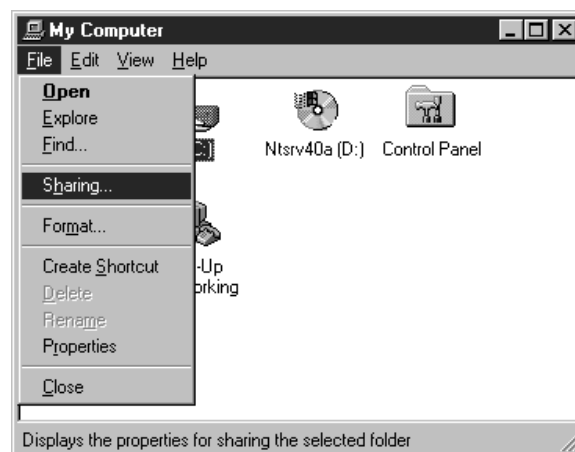 My Computer
File Edit View Help
Open
Explore
Find...
Sharing...
Format...
Create Shortcut
Delete
Rename
Properties
Close
C:)
Ntsrv40a (D:) Control Panel
-Up
orking
Displays the properties for sharing the selected folder